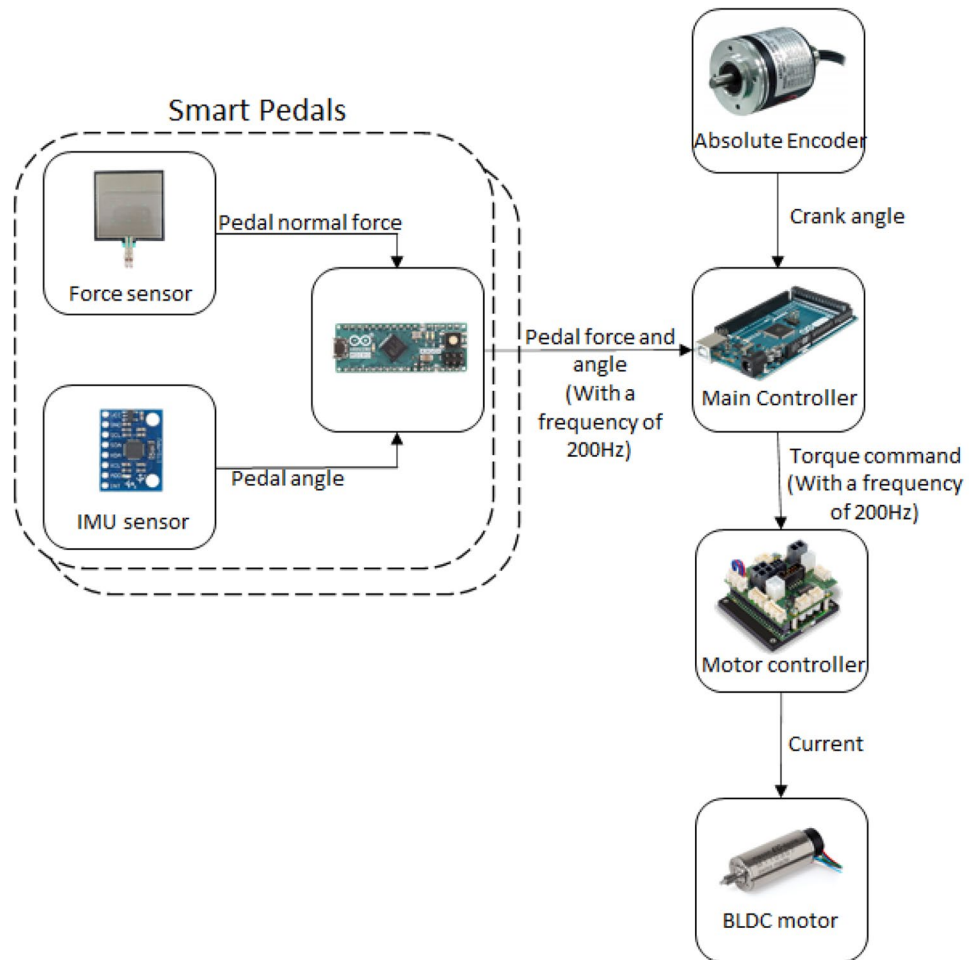 Smart Pedals
Force sensor
Pedal normal force
IMU sensor
Pedal angle
Pedal force and
angle
(With a
frequency of
200Hz)
Absolute Encoder
Crank angle
Main Controller
Torque command
(With a frequency
of 200Hz)
Motor controller
Current
BLDC motor